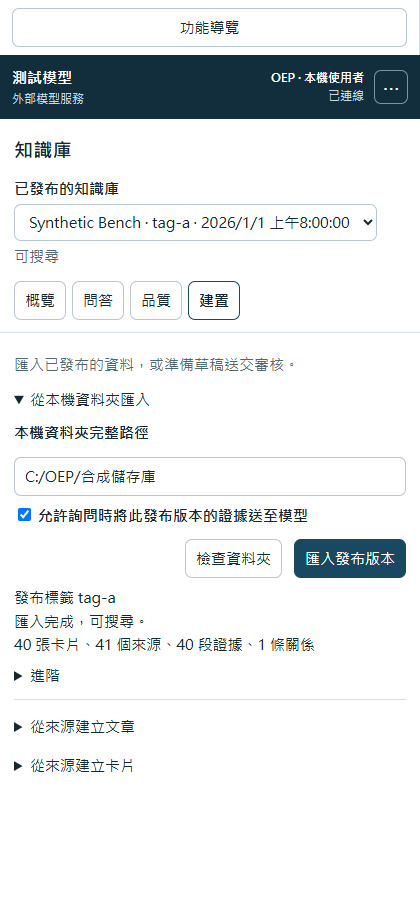 功能導覽
測試模型
外部模型服務
OEP · 本機使用者
已連線
...
知識庫
已發布的知識庫
Synthetic Bench · tag-a · 2026/1/1 上午8:00:00
可搜尋
概覽
問答
品質
建置
匯入已發布的資料，或準備草稿送交審核。
▼ 從本機資料夾匯入
本機資料夾完整路徑
C:/OEP/合成儲存庫
允許詢問時將此發布版本的證據送至模型
檢查資料夾
匯入發布版本
發布標籤 tag-a
匯入完成，可搜尋。
40 張卡片、41 個來源、40 段證據、1 條關係
▶ 進階
▶ 從來源建立文章
▶ 從來源建立卡片